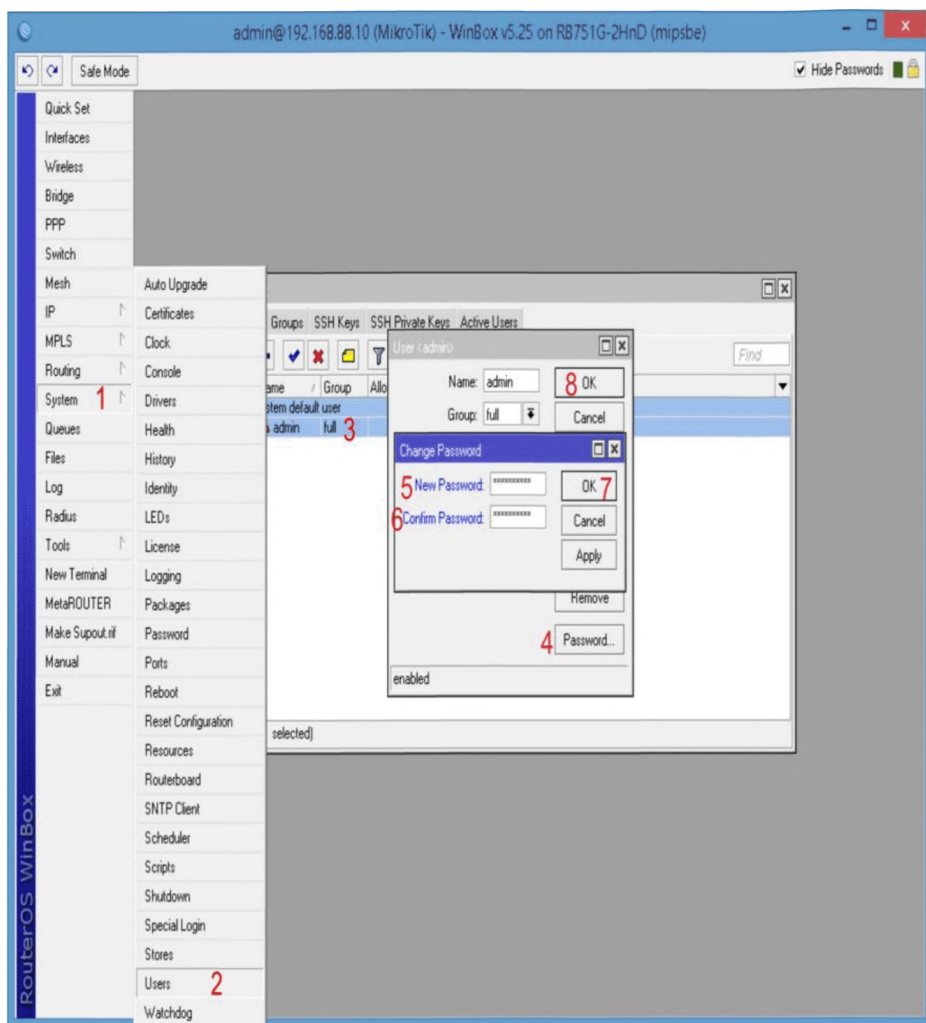 admin@192.168.88.10 (MikroTik) - WinBox v5.25 on RB751G-2HnD (mipsbe)
Safe Mode
Hide Passwords
Quick Set
Interfaces
Wireless
Bridge
PPP
Switch
Mesh
IP
MPLS
Routing
System 1
Queues
Files
Log
Radius
Tools
New Terminal
MetaROUTER
Make Supout.rif
Manual
Exit
RouterOS WinBox
Auto Upgrade
Certificates
Clock
Console
Drivers
Health
History
Identity
LEDs
License
Logging
Packages
Password
Ports
Reboot
Reset Configuration
Resources
Routerboard
SNTP Client
Scheduler
Scripts
Shutdown
Special Login
Stores
Users 2
Watchdog
Groups SSH Keys SSH Private Keys Active Users
Find
ame / Group Allo
stem default user
admin full 3
selected)
User <admin>
Name: admin
8 OK
Group: full
Cancel
Change Password
5 New Password: **********
OK 7
6 Confirm Password: **********
Cancel
Apply
Remove
4 Password...
enabled